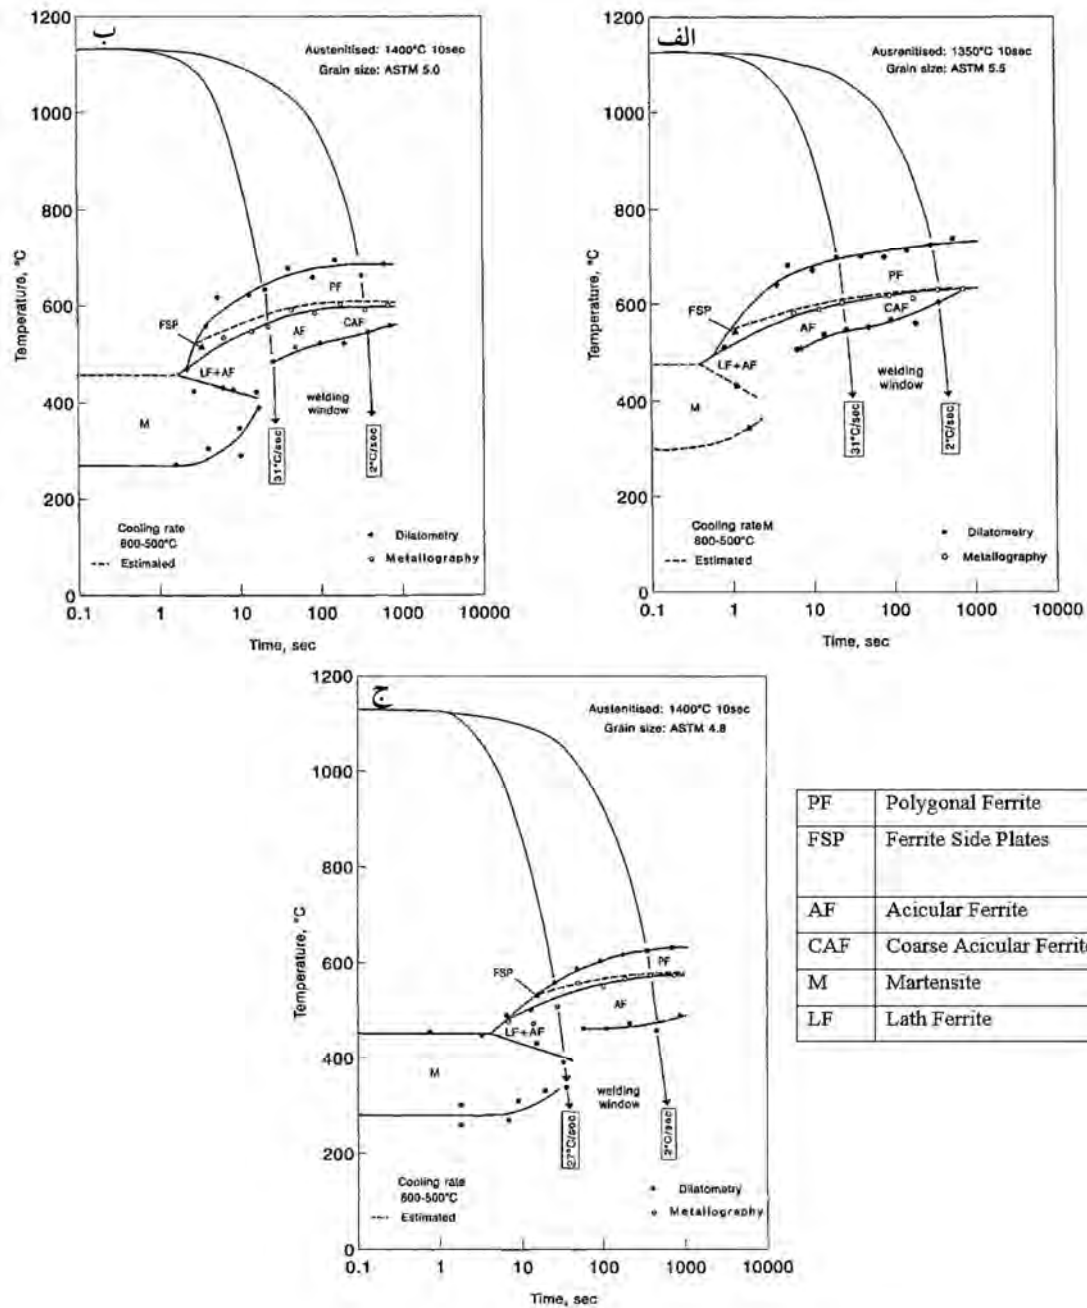 ب
Austenitised: 1400°C 10sec
Grain size: ASTM 5.0
Temperature, °C
1200
1000
800
600
400
200
0
FSP
PF
AF
CAF
LF+AF
M
welding
window
31°C/sec
2°C/sec
Cooling rate
800-500°C
--- Estimated
Dilatometry
Metallography
0.1
1
10
100
1000
10000
Time, sec
الف
Ausrenitised: 1350°C 10sec
Grain size: ASTM 5.5
Temperature, °C
1200
1000
800
600
400
200
0
FSP
PF
AF
CAF
LF+AF
M
welding
window
31°C/sec
2°C/sec
Cooling rate M
800-500°C
--- Estimated
Dilatometry
Metallography
0.1
1
10
100
1000
10000
Time, sec
ج
Austenitised: 1400°C 10sec
Grain size: ASTM 4.8
Temperature, °C
1200
1000
800
600
400
200
0
FSP
PF
AF
LF+AF
M
welding
window
27°C/sec
2°C/sec
Cooling rate
800-500°C
--- Estimated
Dilatometry
Metallography
0.1
1
10
100
1000
10000
Time, sec
PF Polygonal Ferrite
FSP Ferrite Side Plates
AF Acicular Ferrite
CAF Coarse Acicular Ferrite
M Martensite
LF Lath Ferrite